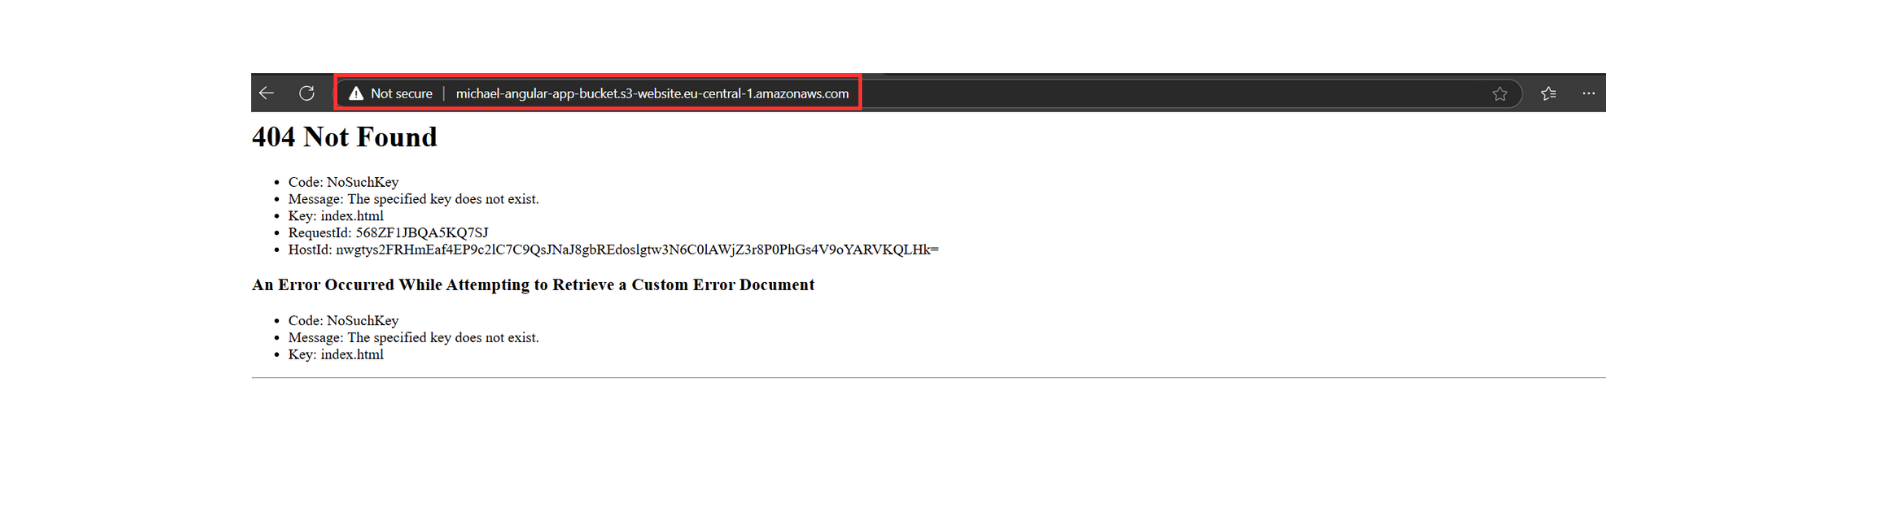 Not secure | michael-angular-app-bucket.s3-website.eu-central-1.amazonaws.com
404 Not Found
• Code: NoSuchKey
• Message: The specified key does not exist.
• Key: index.html
• RequestId: 568ZF1JBQA5KQ7SJ
• HostId: nwgtys2FRHmEaf4EP9c2lC7C9QsJNaJ8gbREdoslgtw3N6C0lAWjZ3r8P0PhGs4V9oYARVKQLHk=
An Error Occurred While Attempting to Retrieve a Custom Error Document
• Code: NoSuchKey
• Message: The specified key does not exist.
• Key: index.html